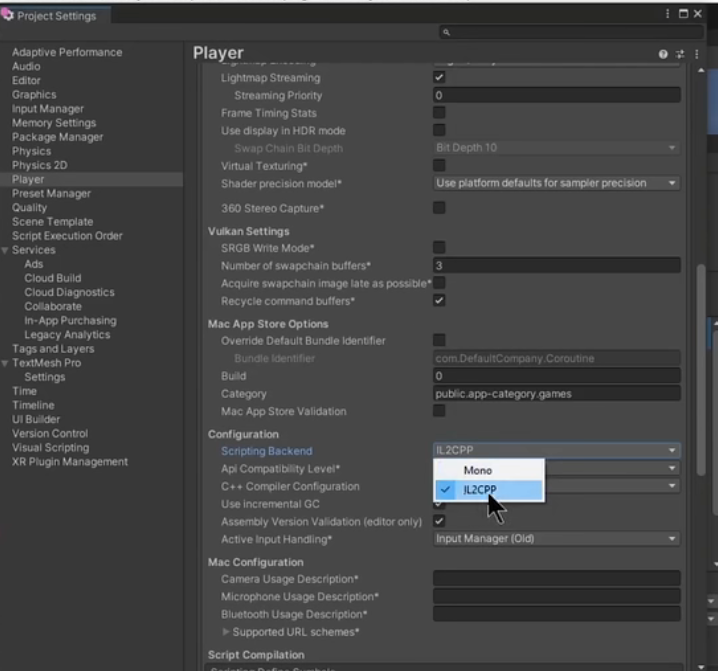 Project Settings
Adaptive Performance
Audio
Editor
Graphics
Input Manager
Memory Settings
Package Manager
Physics
Physics 2D
Player
Preset Manager
Quality
Scene Template
Script Execution Order
Services
Ads
Cloud Build
Cloud Diagnostics
Collaborate
In-App Purchasing
Legacy Analytics
Tags and Layers
TextMesh Pro
Settings
Time
Timeline
UI Builder
Version Control
Visual Scripting
XR Plugin Management
Player
Lightmap Streaming
Streaming Priority 0
Frame Timing Stats
Use display in HDR mode
Swap Chain Bit Depth Bit Depth 10
Virtual Texturing*
Shader precision model* Use platform defaults for sampler precision
360 Stereo Capture*
Vulkan Settings
SRGB Write Mode*
Number of swapchain buffers* 3
Acquire swapchain image late as possible*
Recycle command buffers*
Mac App Store Options
Override Default Bundle Identifier
Bundle Identifier com.DefaultCompany.Coroutine
Build 0
Category public.app-category.games
Mac App Store Validation
Configuration
Scripting Backend IL2CPP
Mono
Api Compatibility Level*
IL2CPP
C++ Compiler Configuration
Use incremental GC
Assembly Version Validation (editor only)
Active Input Handling* Input Manager (Old)
Mac Configuration
Camera Usage Description*
Microphone Usage Description*
Bluetooth Usage Description*
Supported URL schemes*
Script Compilation
Scripting Define Symbols